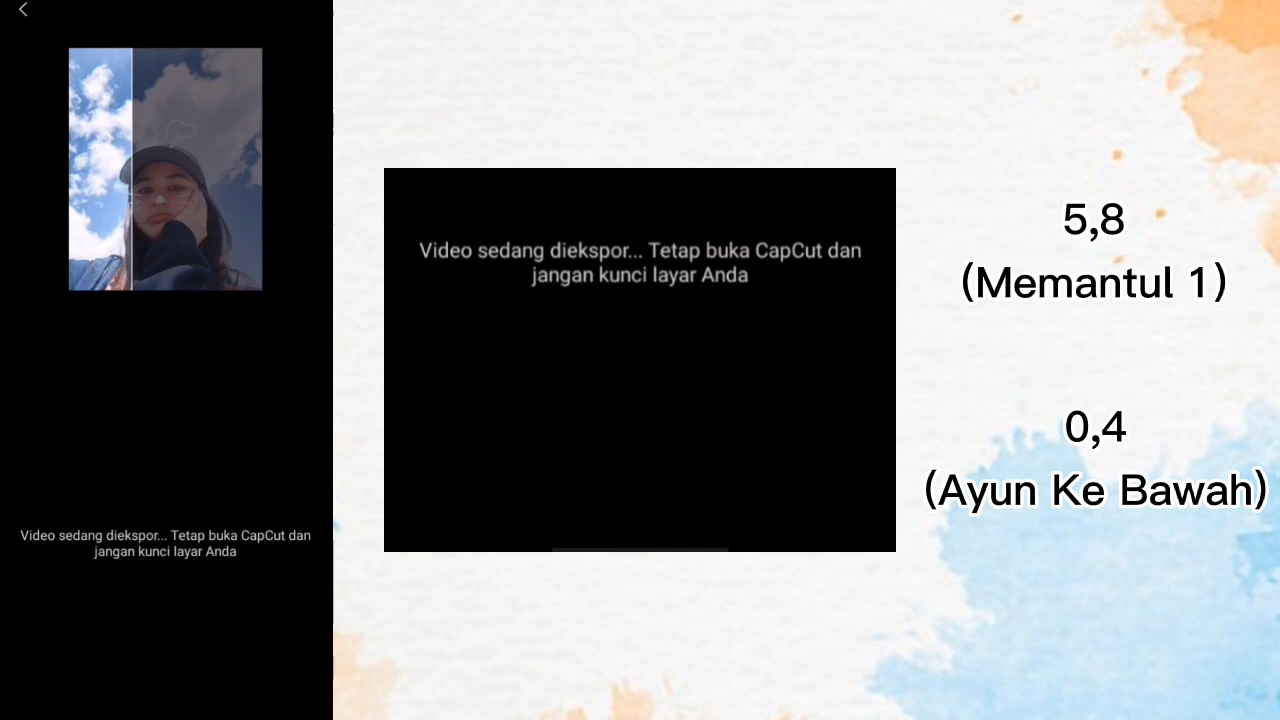 Video sedang diekspor... Tetap buka CapCut dan
jangan kunci layar Anda
Video sedang diekspor... Tetap buka CapCut dan
jangan kunci layar Anda
5,8
(Memantul 1)
0,4
(Ayun Ke Bawah)